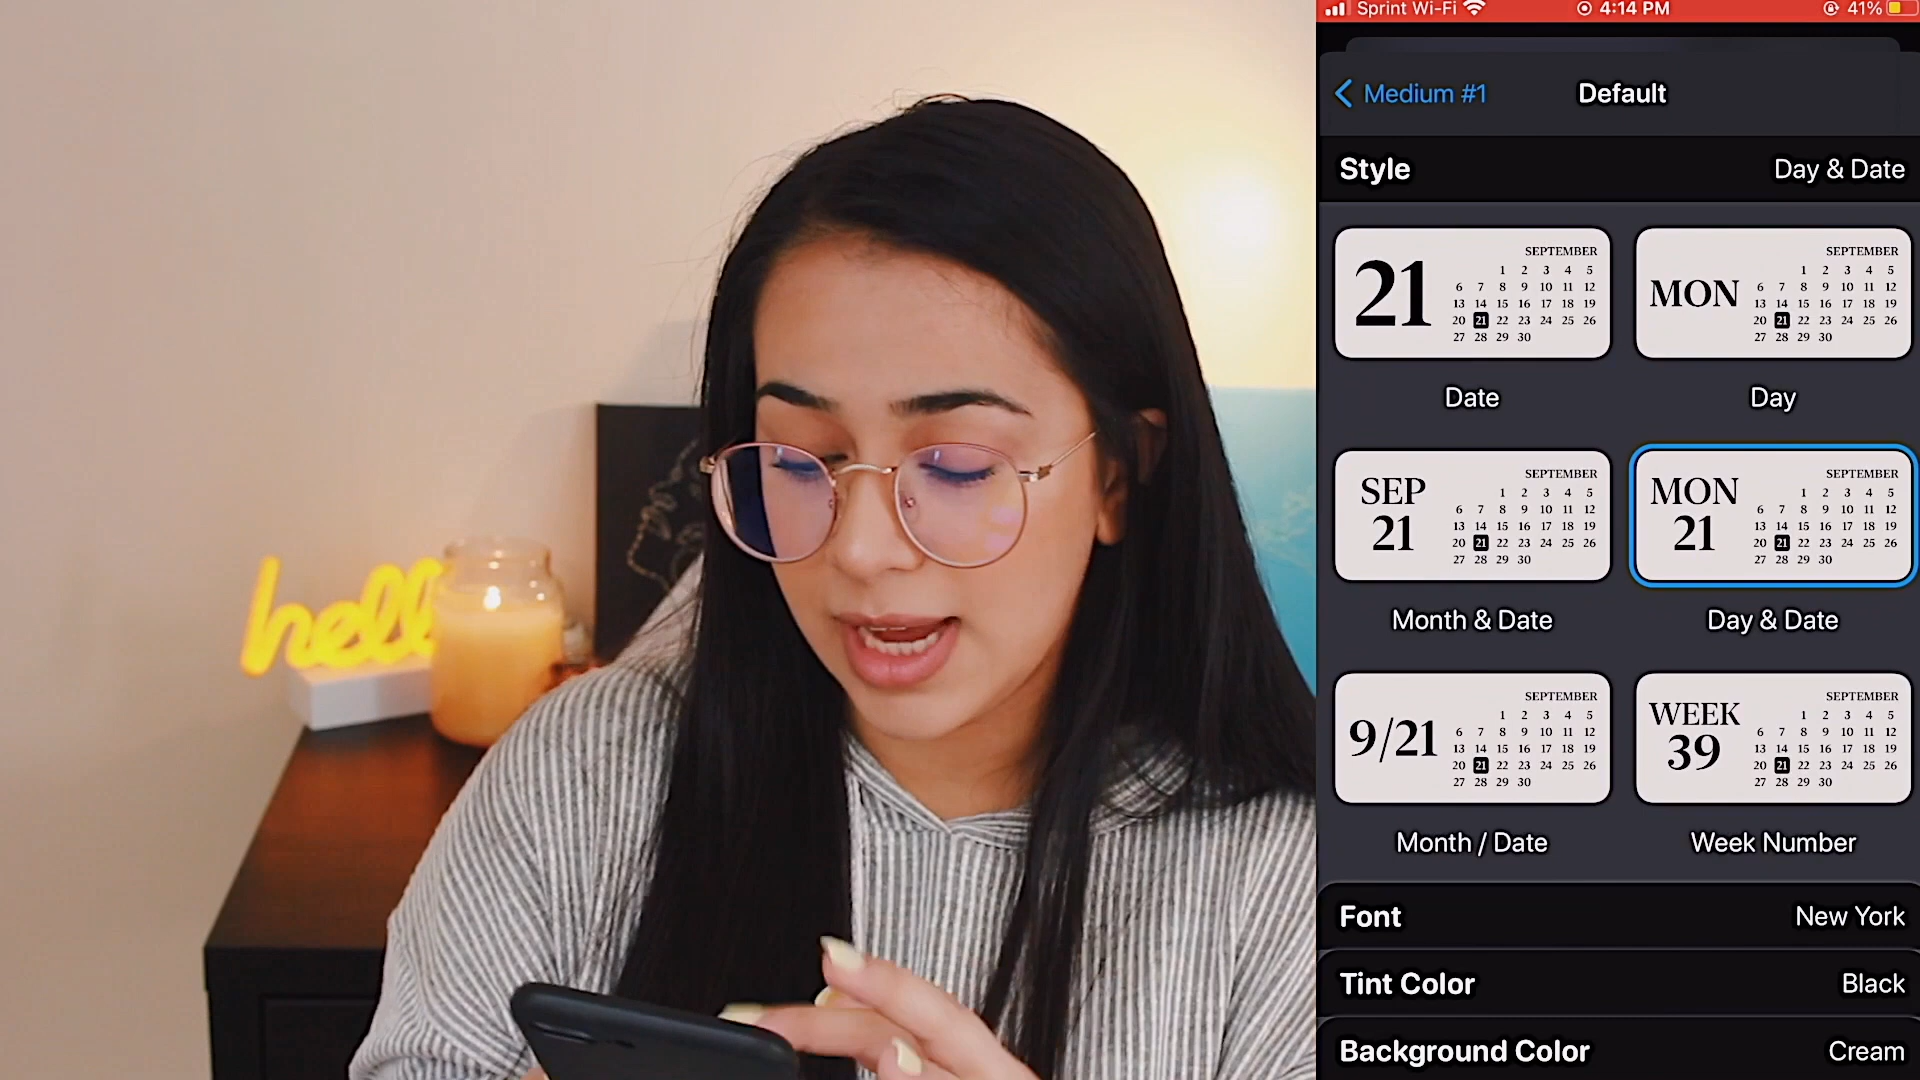 hell
Sprint Wi-Fi 4:14 PM 41%
Medium #1 Default
Style Day & Date
21
SEPTEMBER
1 2 3 4 5
6 7 8 9 10 11 12
13 14 15 16 17 18 19
20 21 22 23 24 25 26
27 28 29 30
Date
MON
SEPTEMBER
1 2 3 4 5
6 7 8 9 10 11 12
13 14 15 16 17 18 19
20 21 22 23 24 25 26
27 28 29 30
Day
SEP
21
SEPTEMBER
1 2 3 4 5
6 7 8 9 10 11 12
13 14 15 16 17 18 19
20 21 22 23 24 25 26
27 28 29 30
Month & Date
MON
21
SEPTEMBER
1 2 3 4 5
6 7 8 9 10 11 12
13 14 15 16 17 18 19
20 21 22 23 24 25 26
27 28 29 30
Day & Date
9/21
SEPTEMBER
1 2 3 4 5
6 7 8 9 10 11 12
13 14 15 16 17 18 19
20 21 22 23 24 25 26
27 28 29 30
Month / Date
WEEK
39
SEPTEMBER
1 2 3 4 5
6 7 8 9 10 11 12
13 14 15 16 17 18 19
20 21 22 23 24 25 26
27 28 29 30
Week Number
Font New York
Tint Color Black
Background Color Cream